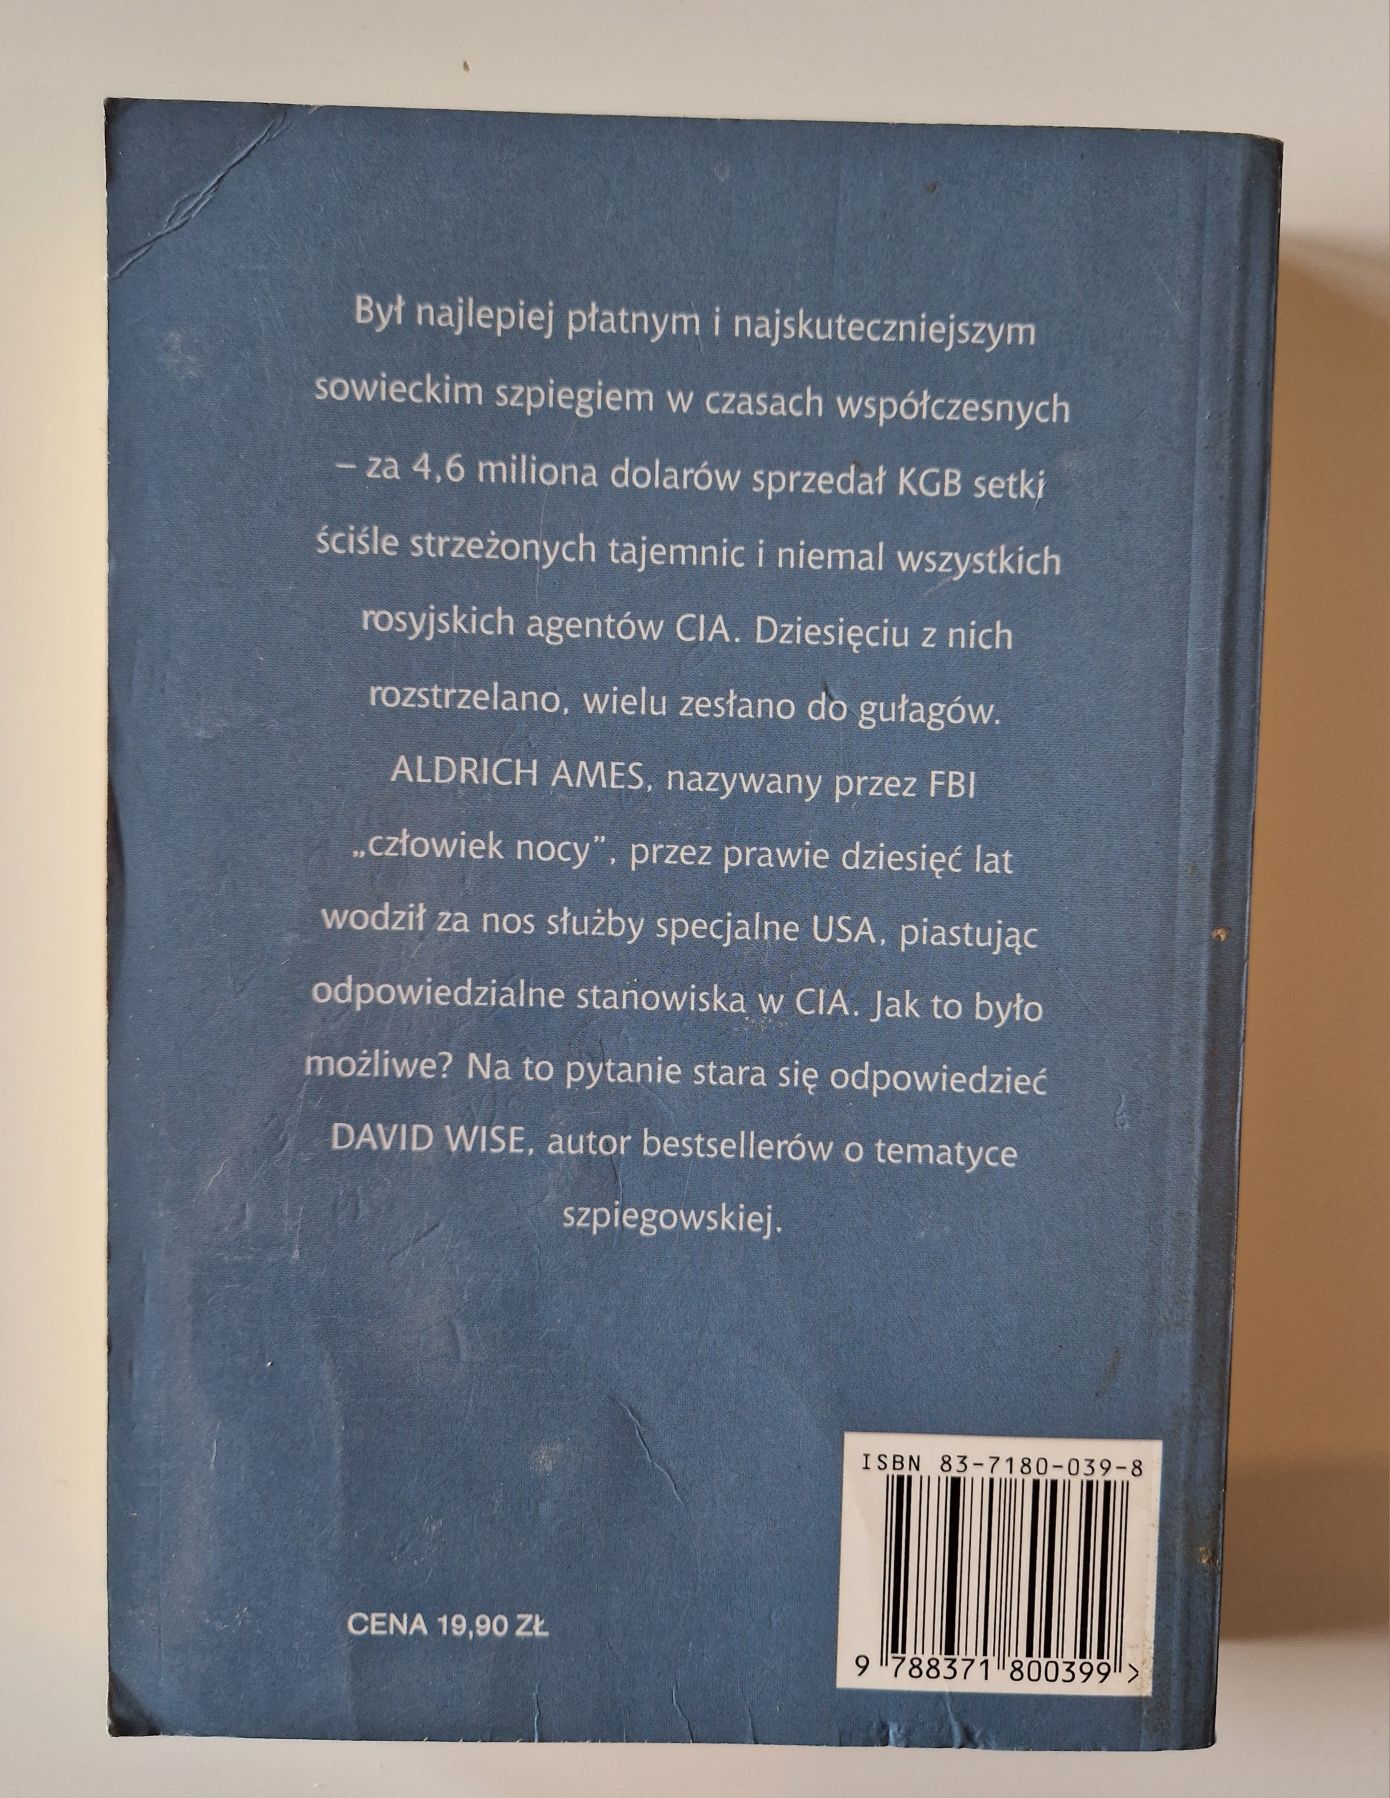 Był najlepiej płatnym i najskuteczniejszym
sowieckim szpiegiem w czasach współczesnych
– za 4,6 miliona dolarów sprzedał KGB setki
ściśle strzeżonych tajemnic i niemal wszystkich
rosyjskich agentów CIA. Dziesięciu z nich
rozstrzelano, wielu zesłano do gułagów.
ALDRICH AMES, nazywany przez FBI
„człowiek nocy”, przez prawie dziesięć lat
wodził za nos służby specjalne USA, piastując
odpowiedzialne stanowiska w CIA. Jak to było
możliwe? Na to pytanie stara się odpowiedzieć
DAVID WISE, autor bestsellerów o tematyce
szpiegowskiej.
ISBN 83-7180-039-8
9 788371 800399 >
CENA 19,90 ZŁ